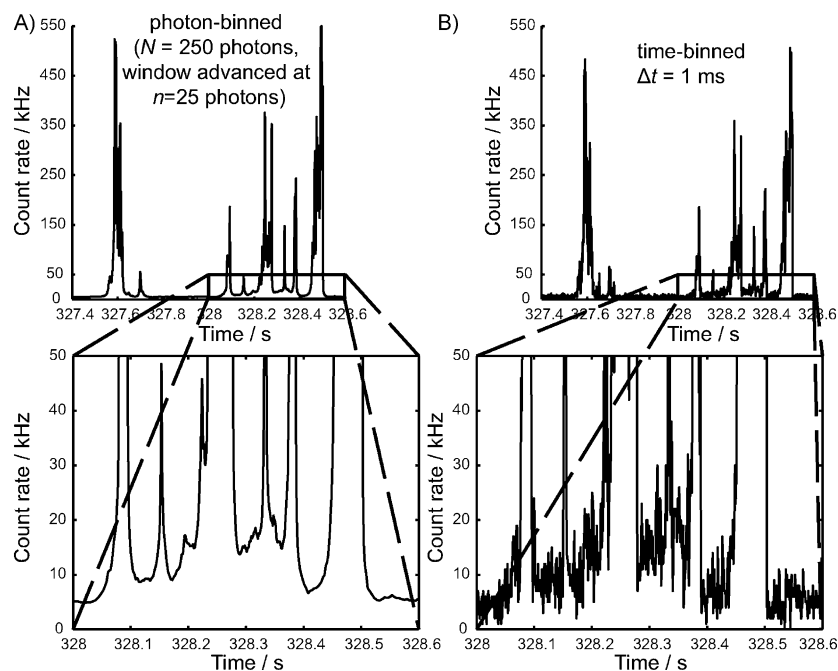 A)
photon-binned
(N = 250 photons,
window advanced at
n=25 photons)
Count rate / kHz
550
450
350
250
150
50
0
327.4 327.6 327.8 328 328.2 328.4 328.6
Time / s
Count rate / kHz
50
40
30
20
10
0
328 328.1 328.2 328.3 328.4 328.5 328.6
Time / s
B)
time-binned
Δt = 1 ms
Count rate / kHz
550
450
350
250
150
50
0
327.4 327.6 327.8 328 328.2 328.4 328.6
Time / s
Count rate / kHz
50
40
30
20
10
0
328 328.1 328.2 328.3 328.4 328.5 328.6
Time / s